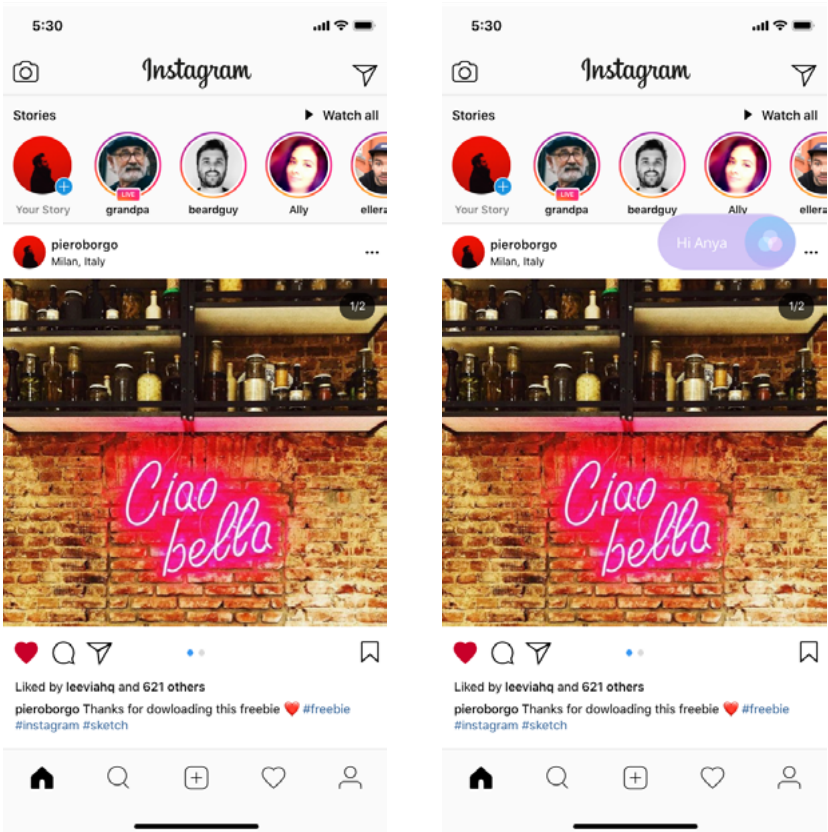 5:30
Instagram
Stories
Watch all
LIVE
Your Story
grandpa
beardguy
Ally
pieroborgo
Milan, Italy
1/2
Ciao
bella
Liked by leeviahq and 621 others
pieroborgo Thanks for dowloading this freebie ❤️ #freebie
#instagram #sketch
5:30
Instagram
Stories
Watch all
LIVE
Your Story
grandpa
beardguy
Ally
pieroborgo
Milan, Italy
Hi Anya
1/2
Ciao
bella
Liked by leeviahq and 621 others
pieroborgo Thanks for dowloading this freebie ❤️ #freebie
#instagram #sketch